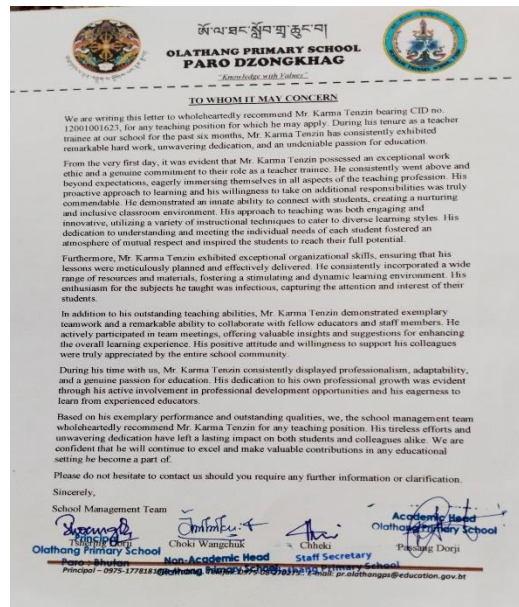 ཨོ་ལ་ཐང་སློབ་གྲྭ་ཆུང་བ།
OLATHANG PRIMARY SCHOOL
PARO DZONGKHAG
"Knowledge with Values"
TO WHOM IT MAY CONCERN
We are writing this letter to wholeheartedly recommend Mr. Karma Tenzin bearing CID no.
12001001623, for any teaching position for which he may apply. During his tenure as a teacher
trainee at our school for the past six months, Mr. Karma Tenzin has consistently exhibited
remarkable hard work, unwavering dedication, and an undeniable passion for education.
From the very first day, it was evident that Mr. Karma Tenzin possessed an exceptional work
ethic and a genuine commitment to their role as a teacher trainee. He consistently went above and
beyond expectations, eagerly immersing themselves in all aspects of the teaching profession. His
proactive approach to learning and his willingness to take on additional responsibilities was truly
commendable. He demonstrated an innate ability to connect with students, creating a nurturing
and inclusive classroom environment. His approach to teaching was both engaging and
innovative, utilizing a variety of instructional techniques to cater to diverse learning styles. His
dedication to understanding and meeting the individual needs of each student fostered an
atmosphere of mutual respect and inspired the students to reach their full potential.
Furthermore, Mr. Karma Tenzin exhibited exceptional organizational skills, ensuring that his
lessons were meticulously planned and effectively delivered. He consistently incorporated a wide
range of resources and materials, fostering a stimulating and dynamic learning environment. His
enthusiasm for the subjects he taught was infectious, capturing the attention and interest of their
students.
In addition to his outstanding teaching abilities, Mr. Karma Tenzin demonstrated exemplary
teamwork and a remarkable ability to collaborate with fellow educators and staff members. He
actively participated in team meetings, offering valuable insights and suggestions for enhancing
the overall learning experience. His positive attitude and willingness to support his colleagues
were truly appreciated by the entire school community.
During his time with us, Mr. Karma Tenzin consistently displayed professionalism, adaptability,
and a genuine passion for education. His dedication to his own professional growth was evident
through his active involvement in professional development opportunities and his eagerness to
learn from experienced educators.
Based on his exemplary performance and outstanding qualities, we, the school management team
wholeheartedly recommend Mr. Karma Tenzin for any teaching position. His tireless efforts and
unwavering dedication have left a lasting impact on both students and colleagues alike. We are
confident that he will continue to excel and make valuable contributions in any educational
setting he become a part of.
Please do not hesitate to contact us should you require any further information or clarification.
Sincerely,
School Management Team
Principal
Tshering Dorji
Olathang Primary School
Paro : Bhutan
Choki Wangchuk
Non-Academic Head
Olathang Primary School
Chheki
Staff Secretary
Olathang Primary School
Academic Head
Olathang Primary School
Passang Dorji
Principal – 0975-177818 E-mail: pr.olathangps@education.gov.bt